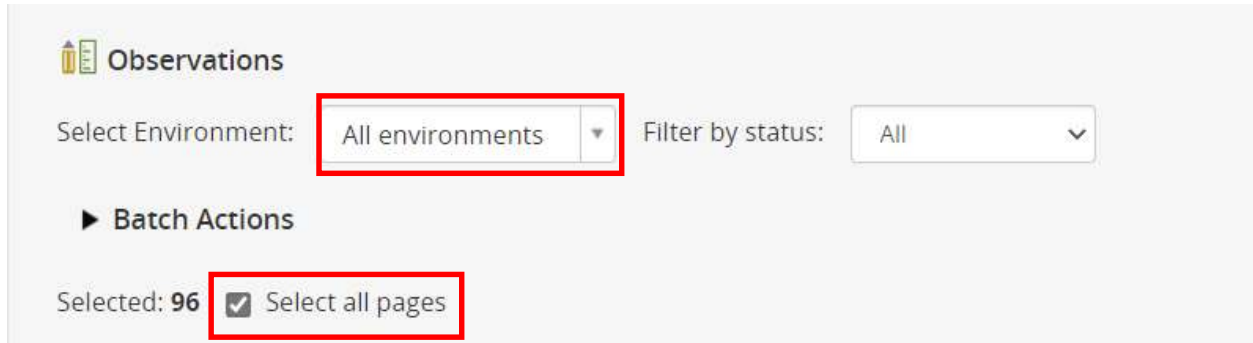 Observations
Select Environment: All environments Filter by status: All
Batch Actions
Selected: 96 Select all pages